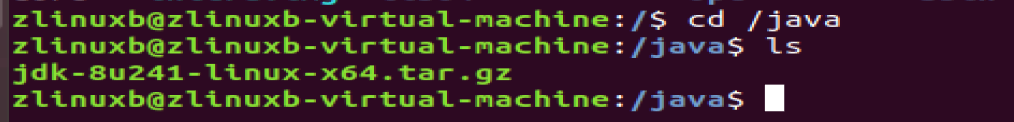 zlinuxb@zlinuxb-virtual-machine:/$ cd /java
zlinuxb@zlinuxb-virtual-machine:/java$ ls
jdk-8u241-linux-x64.tar.gz
zlinuxb@zlinuxb-virtual-machine:/java$